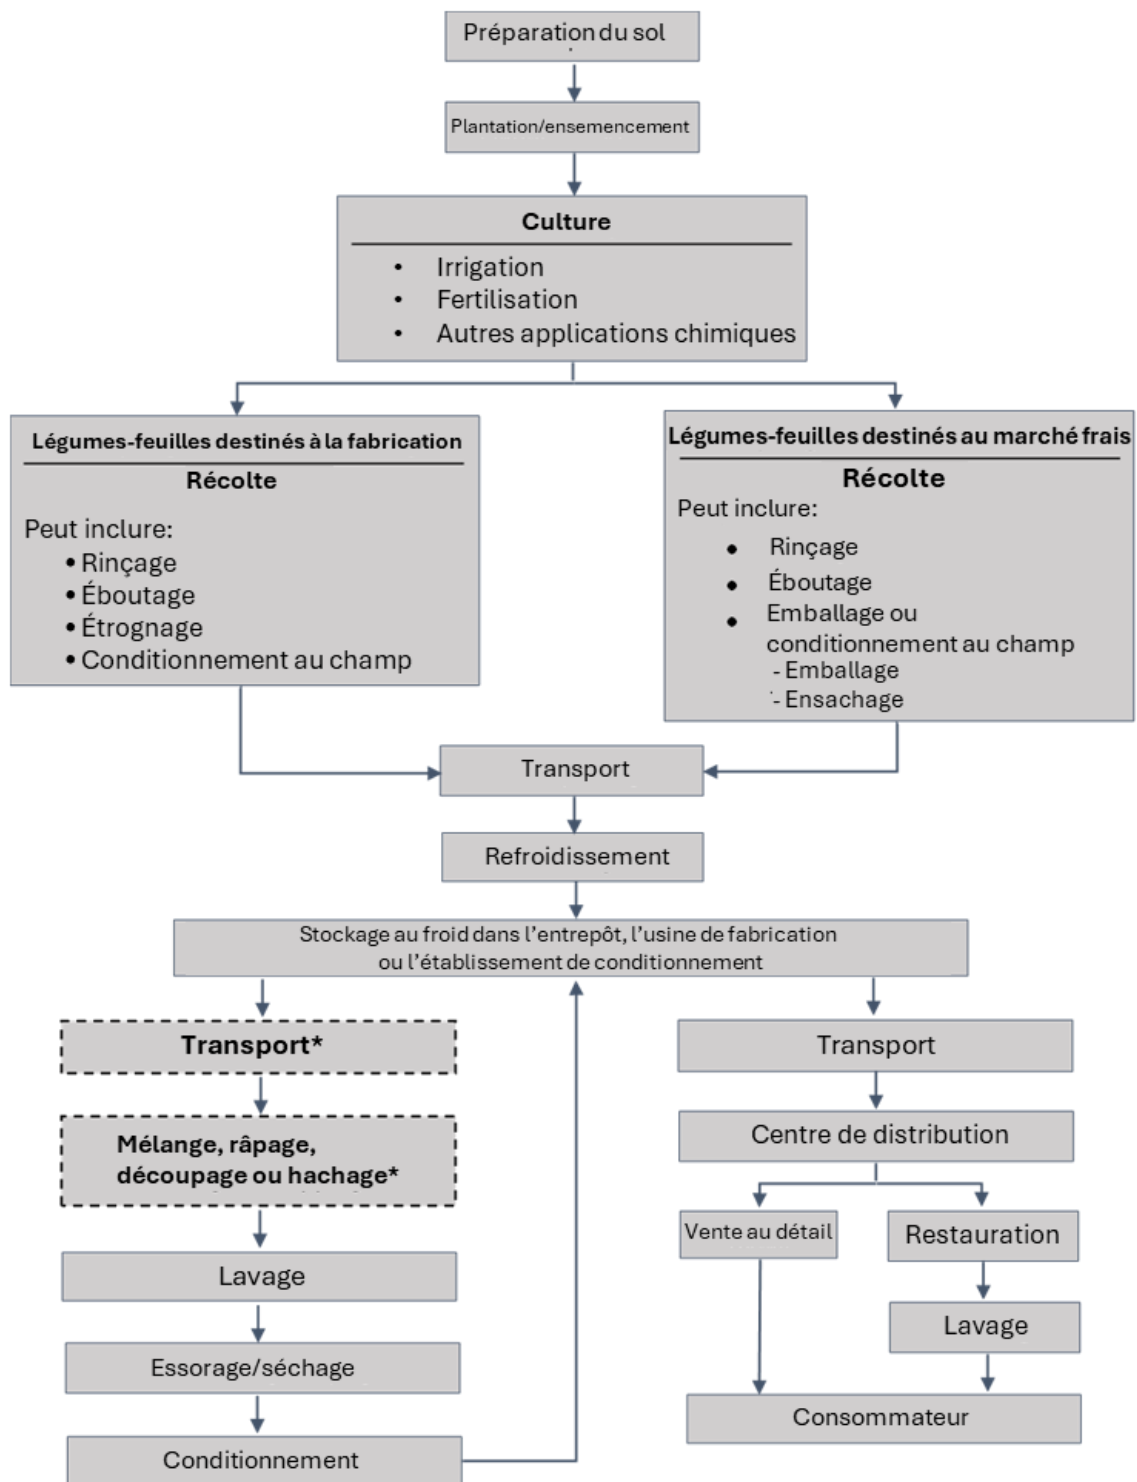 Préparation du sol
Plantation/ensemencement
Culture
• Irrigation
• Fertilisation
• Autres applications chimiques
Légumes-feuilles destinés à la fabrication
Récolte
Peut inclure:
• Rinçage
• Éboutage
• Étrognage
• Conditionnement au champ
Légumes-feuilles destinés au marché frais
Récolte
Peut inclure:
• Rinçage
• Éboutage
• Emballage ou
conditionnement au champ
- Emballage
- Ensachage
Transport
Refroidissement
Stockage au froid dans l’entrepôt, l’usine de fabrication
ou l’établissement de conditionnement
Transport*
Mélange, râpage,
découpage ou hachage*
Lavage
Essorage/séchage
Conditionnement
Transport
Centre de distribution
Vente au détail
Restauration
Lavage
Consommateur